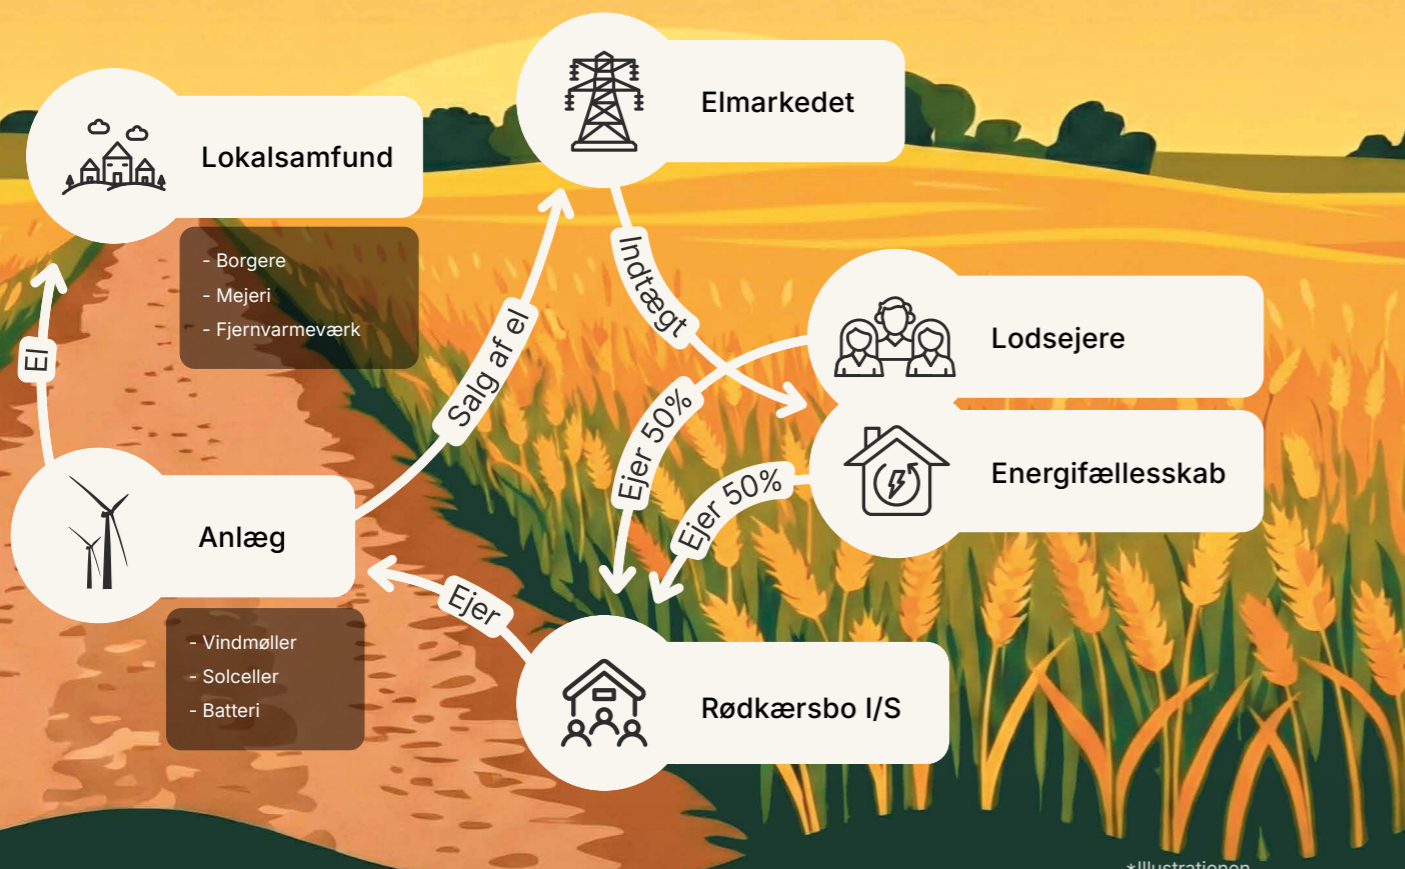 Elmarkedet
Lokalsamfund
- Borgere
- Mejeri
- Fjernvarmeværk
Indtægt
Salg af el
El
Lodsejere
Ejer 50%
Energifællesskab
Ejer 50%
Anlæg
- Vindmøller
- Solceller
- Batteri
Ejer
Rødkærsbo I/S
*Illustrationen